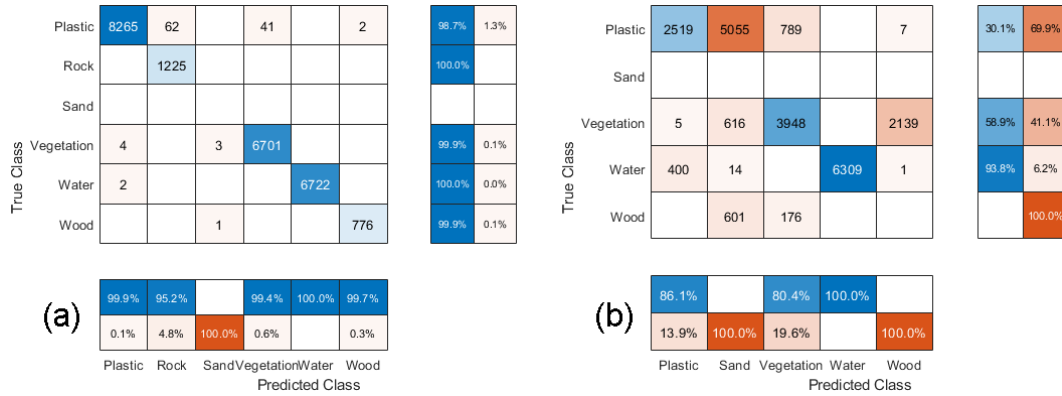 Plastic 8265 62 41 2 98.7% 1.3%
Rock 1225 100.0%
Sand
Vegetation 4 3 6701 99.9% 0.1%
Water 2 6722 100.0% 0.0%
Wood 1 776 99.9% 0.1%
True Class
(a)
99.9% 95.2% 99.4% 100.0% 99.7%
0.1% 4.8% 100.0% 0.6% 0.3%
Plastic Rock Sand Vegetation Water Wood
Predicted Class
Plastic 2519 5055 789 7 30.1% 69.9%
Sand
Vegetation 5 616 3948 2139 58.9% 41.1%
Water 400 14 6309 1 93.8% 6.2%
Wood 601 176 100.0%
True Class
(b)
86.1% 80.4% 100.0%
13.9% 100.0% 19.6% 100.0%
Plastic Sand Vegetation Water Wood
Predicted Class